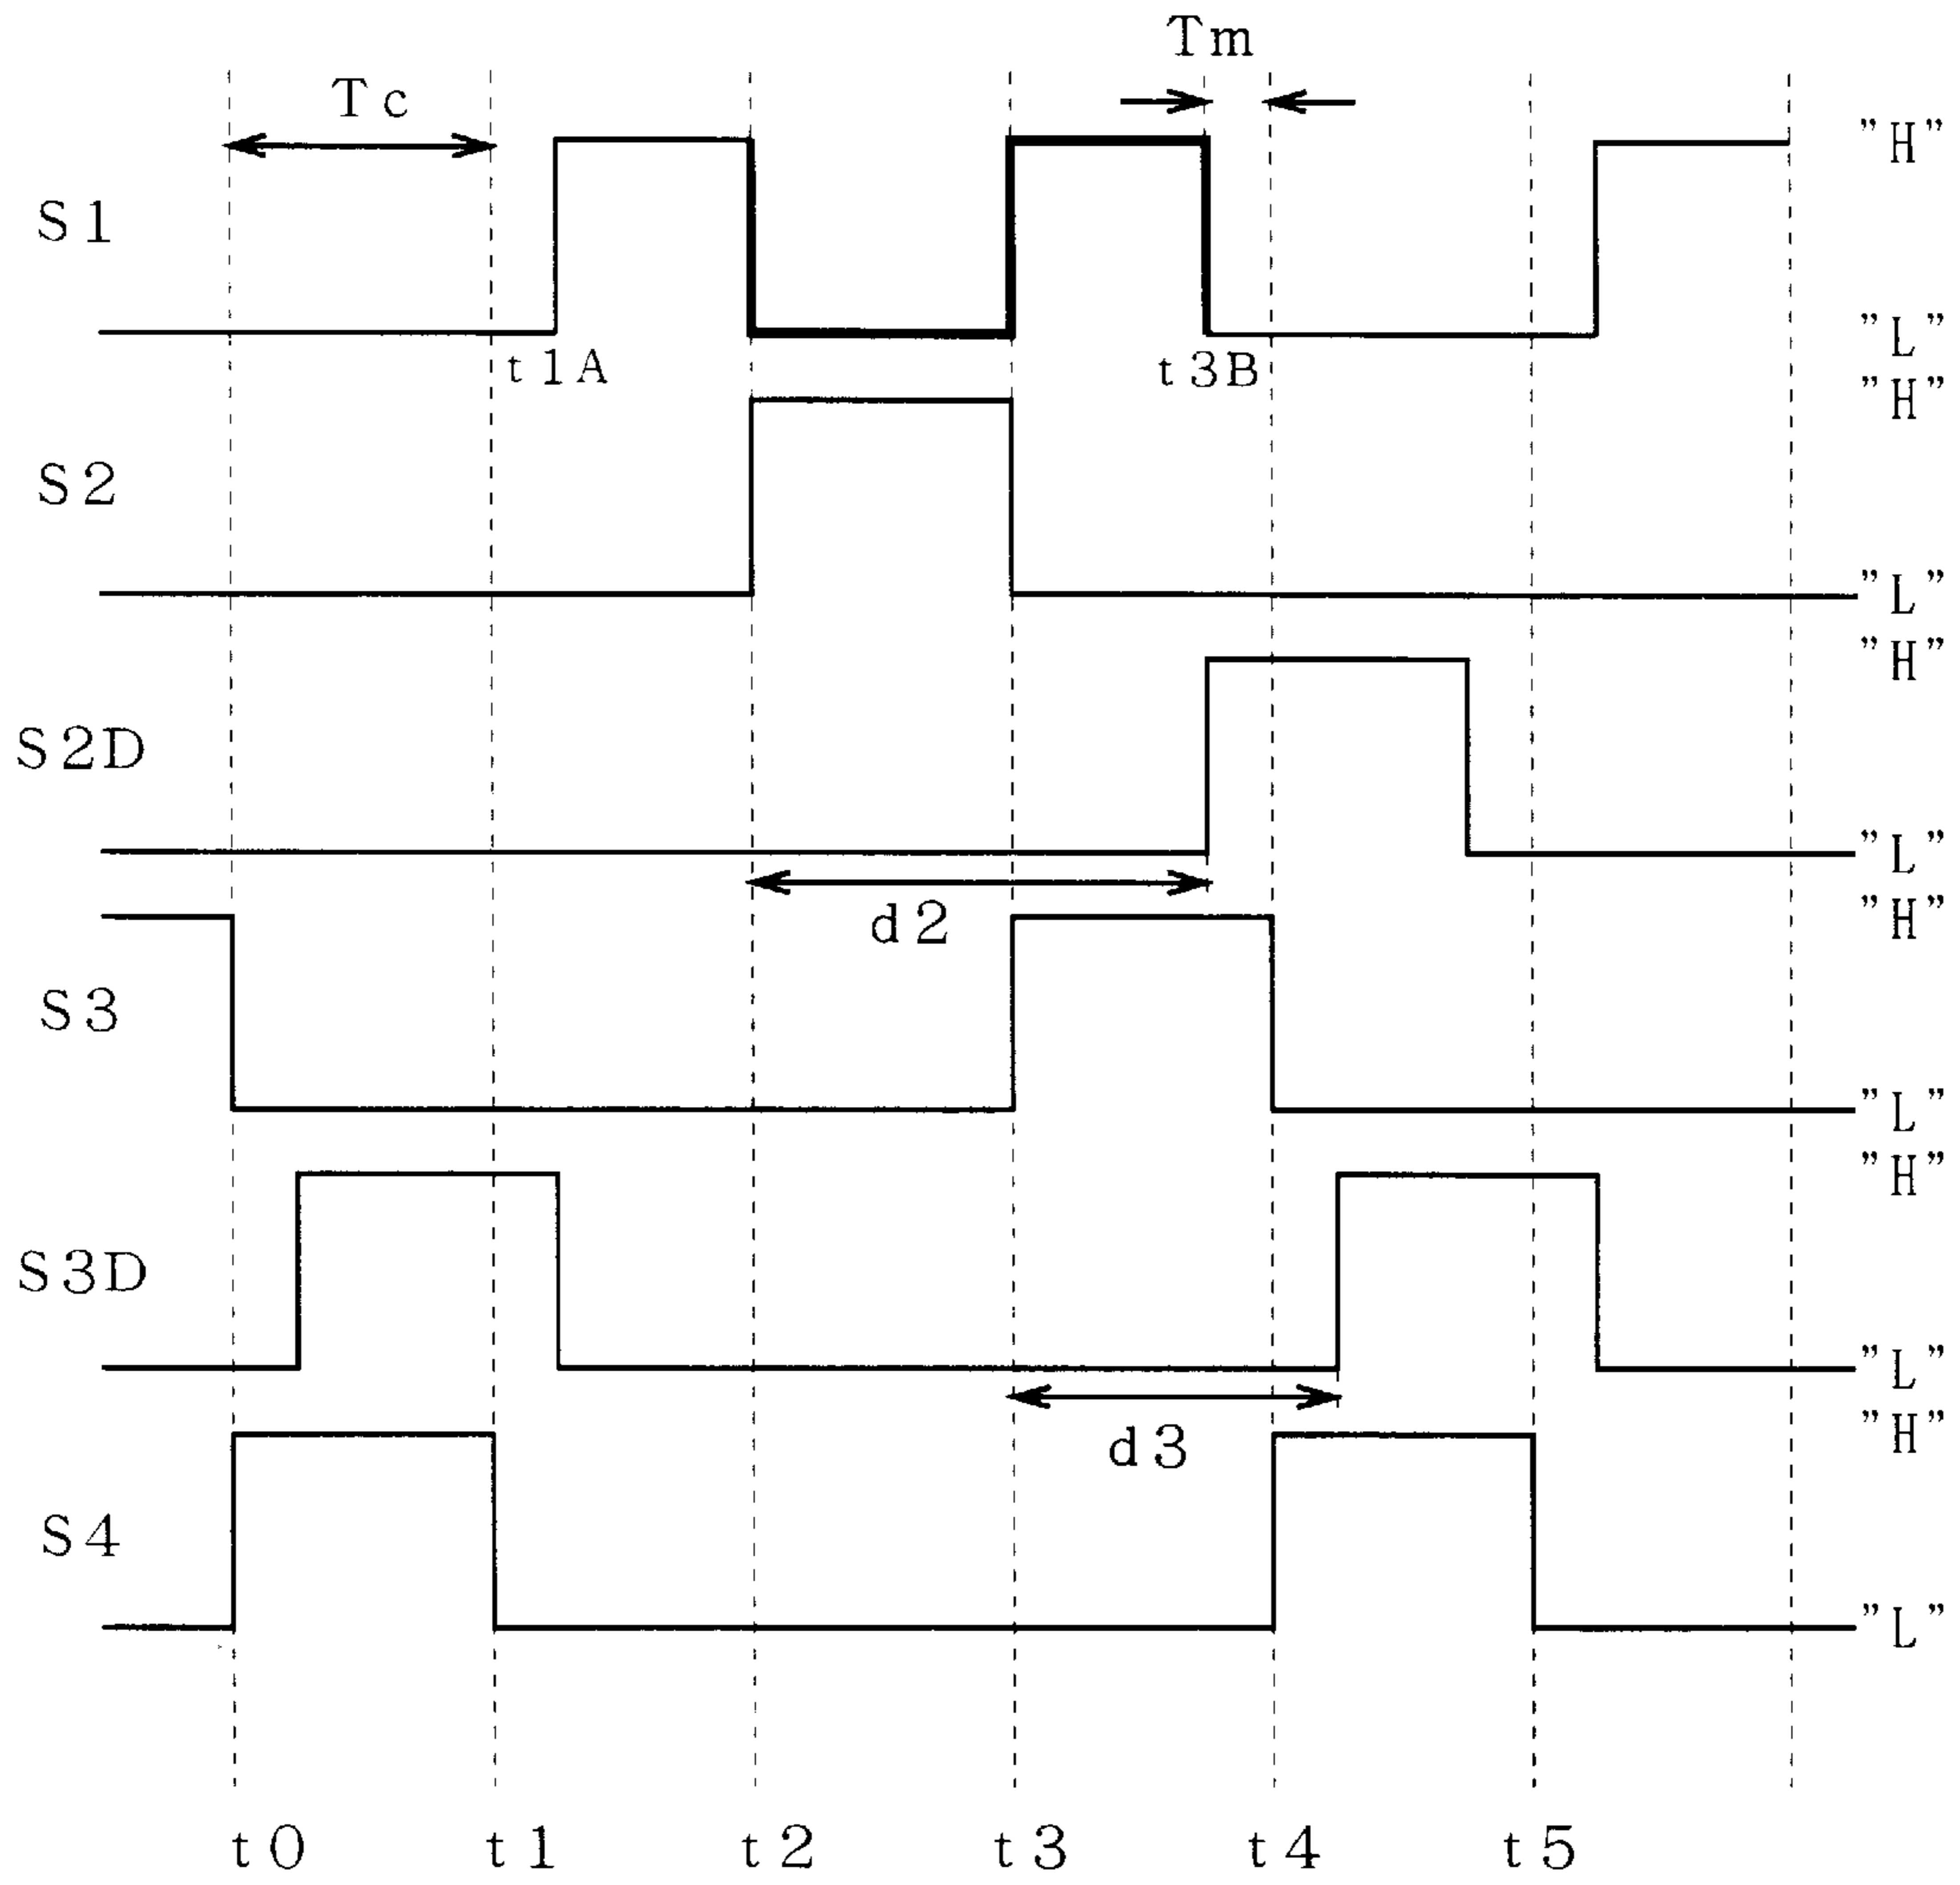 Tm
Tc
"H"
S1
"L"
t1A
t3B
"H"
S2
"L"
"H"
S2D
"L"
d2
"H"
S3
"L"
"H"
S3D
"L"
d3
"H"
S4
"L"
t0 t1 t2 t3 t4 t5